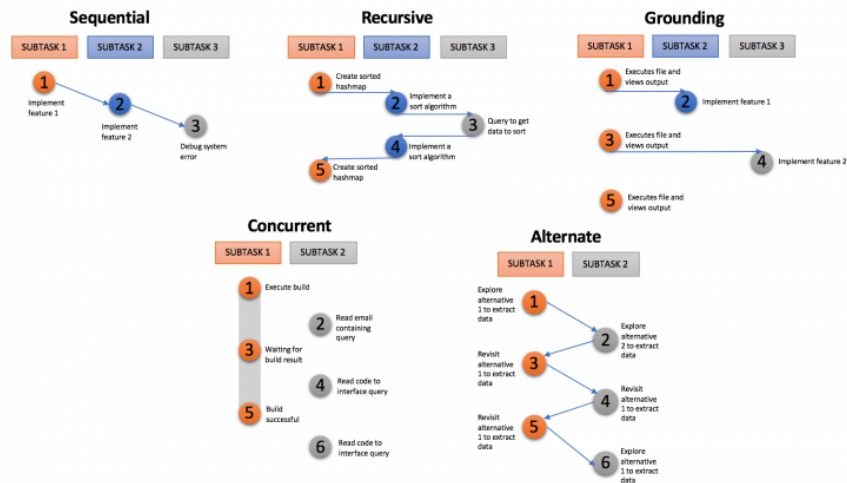 Sequential
SUBTASK 1
SUBTASK 2
SUBTASK 3
1
Implement
feature 1
2
Implement
feature 2
3
Debug system
error
Recursive
SUBTASK 1
SUBTASK 2
SUBTASK 3
1
Create sorted
hashmap
2
Implement a
sort algorithm
3
Query to get
data to sort
4
Implement a
sort algorithm
5
Create sorted
hashmap
Grounding
SUBTASK 1
SUBTASK 2
SUBTASK 3
1
Executes file and
views output
2
Implement feature 1
3
Executes file and
views output
4
Implement feature 2
5
Executes file and
views output
Concurrent
SUBTASK 1
SUBTASK 2
1
Execute build
2
Read email
containing
query
3
Waiting for
build result
4
Read code to
interface query
5
Build
successful
6
Read code to
interface query
Alternate
SUBTASK 1
SUBTASK 2
Explore alternative
1 to extract
data
1
2
Explore
alternative
2 to extract
data
Revisit alternative
1 to extract
data
3
4
Revisit
alternative
1 to extract
data
Revisit alternative
1 to extract
data
5
6
Explore
alternative
1 to extract
data